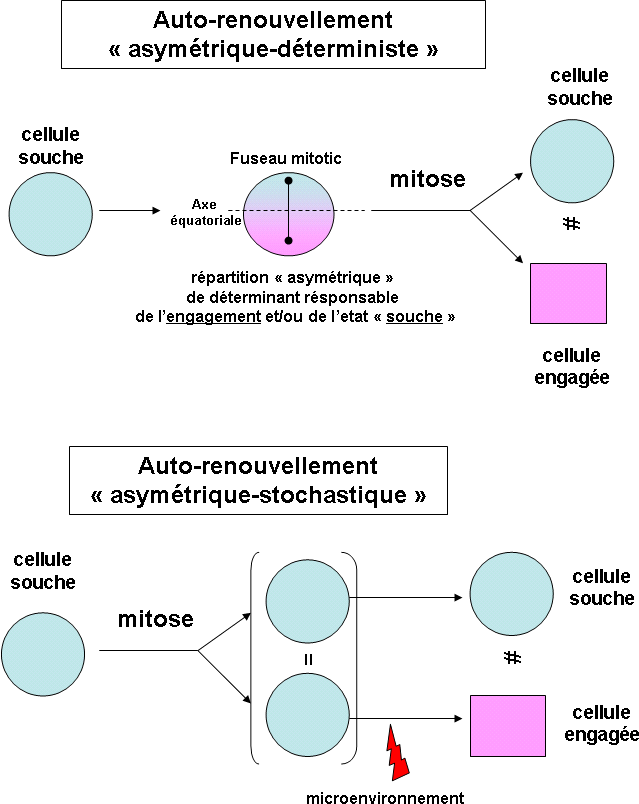 Auto-renouvellement
« asymétrique-déterministe »
cellule
souche
cellule
souche
Fuseau mitotic
mitose
Axe
équatoriale
#
répartition « asymétrique »
de déterminant résponsable
de l'engagement et/ou de l'etat « souche »
cellule
engagée
Auto-renouvellement
« asymétrique-stochastique »
cellule
souche
mitose
=
cellule
souche
#
cellule
engagée
microenvironnement